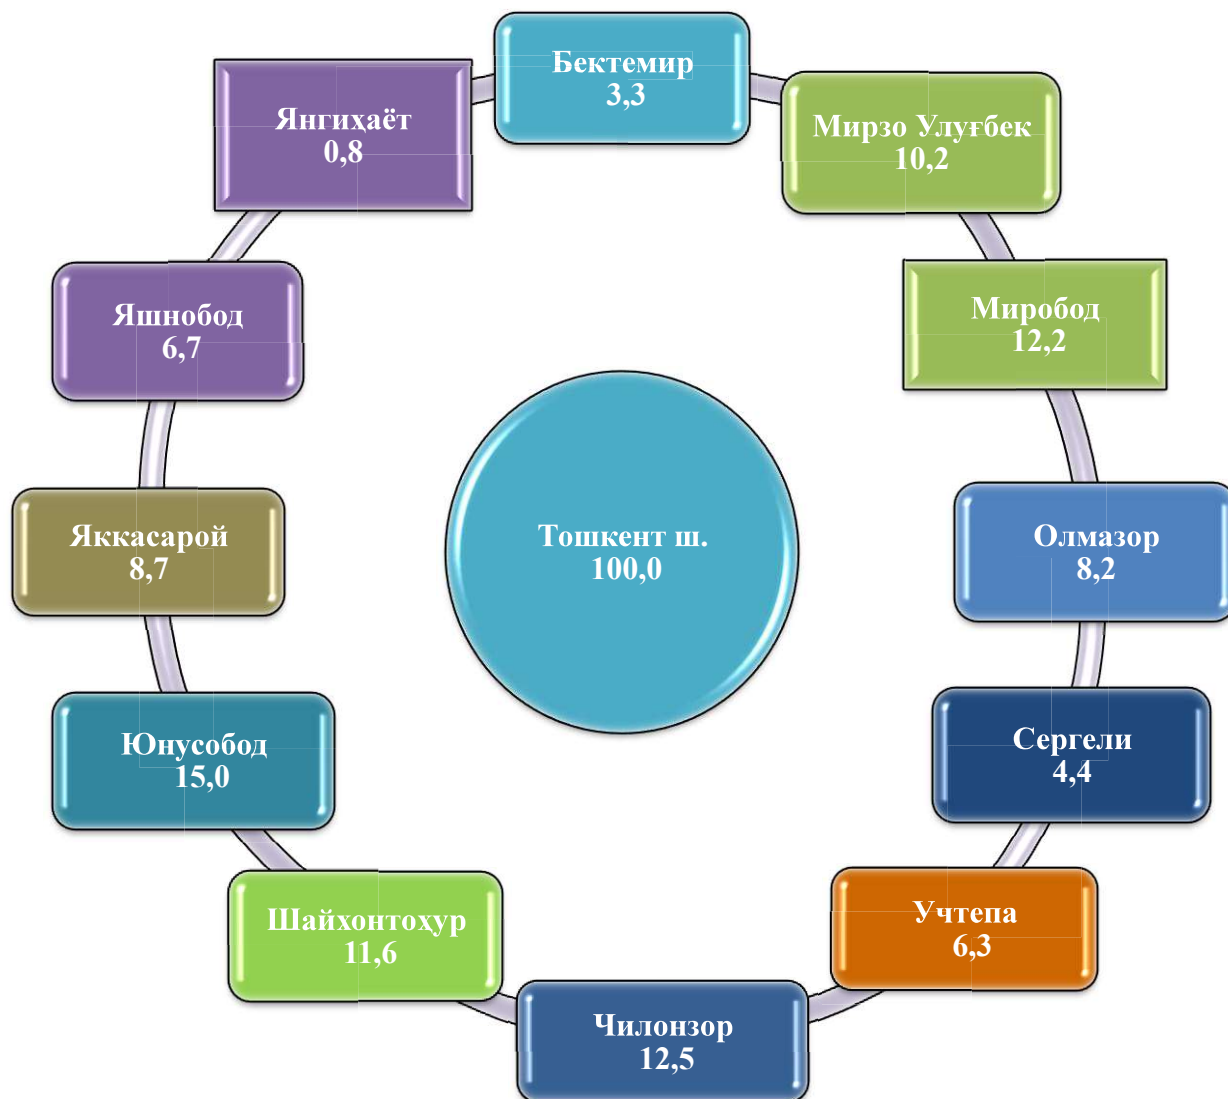 Бектемир
3,3
Мирзо Улуғбек
10,2
Миробод
12,2
Олмазор
8,2
Сергели
4,4
Учтепа
6,3
Чилонзор
12,5
Шайхонтоҳур
11,6
Юнусобод
15,0
Яккасарой
8,7
Яшнобод
6,7
Янгиҳаёт
0,8
Тошкент ш.
100,0